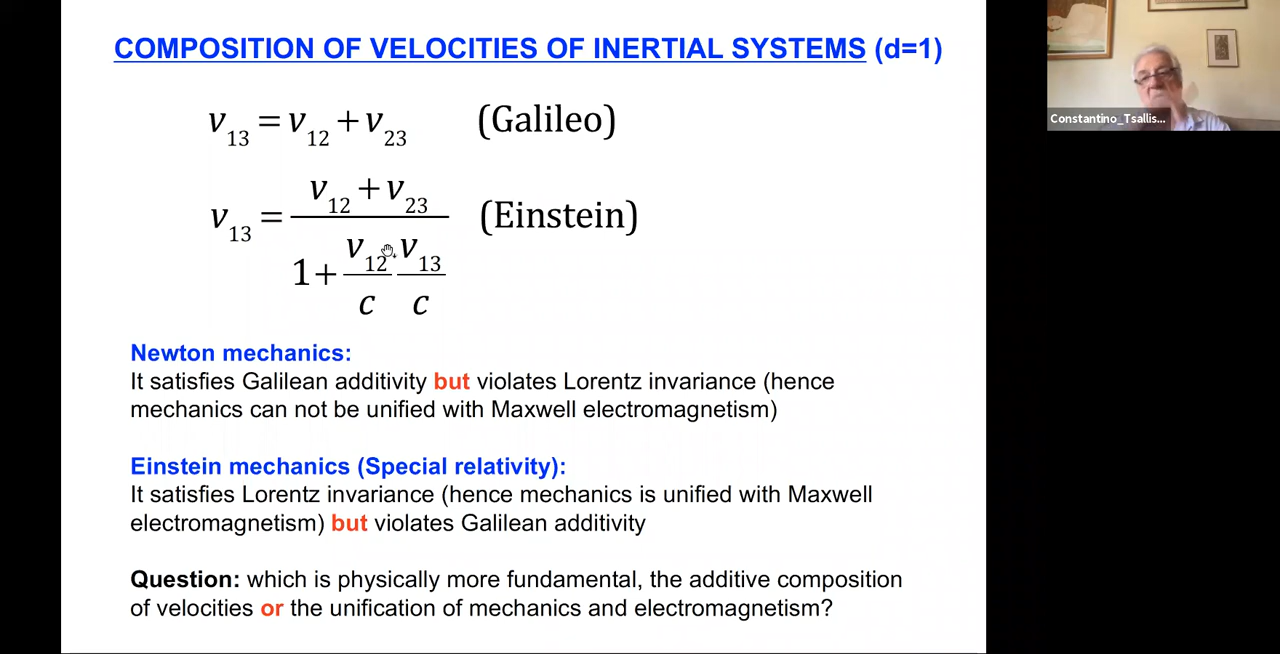 COMPOSITION OF VELOCITIES OF INERTIAL SYSTEMS (d=1)
v₁₃ = v₁₂ + v₂₃ (Galileo)
v₁₃ = (v₁₂ + v₂₃) / (1 + (v₁₂/c)(v₁₃/c)) (Einstein)
Newton mechanics:
It satisfies Galilean additivity but violates Lorentz invariance (hence
mechanics can not be unified with Maxwell electromagnetism)
Einstein mechanics (Special relativity):
It satisfies Lorentz invariance (hence mechanics is unified with Maxwell
electromagnetism) but violates Galilean additivity
Question: which is physically more fundamental, the additive composition
of velocities or the unification of mechanics and electromagnetism?
Constantino_Tsallis...